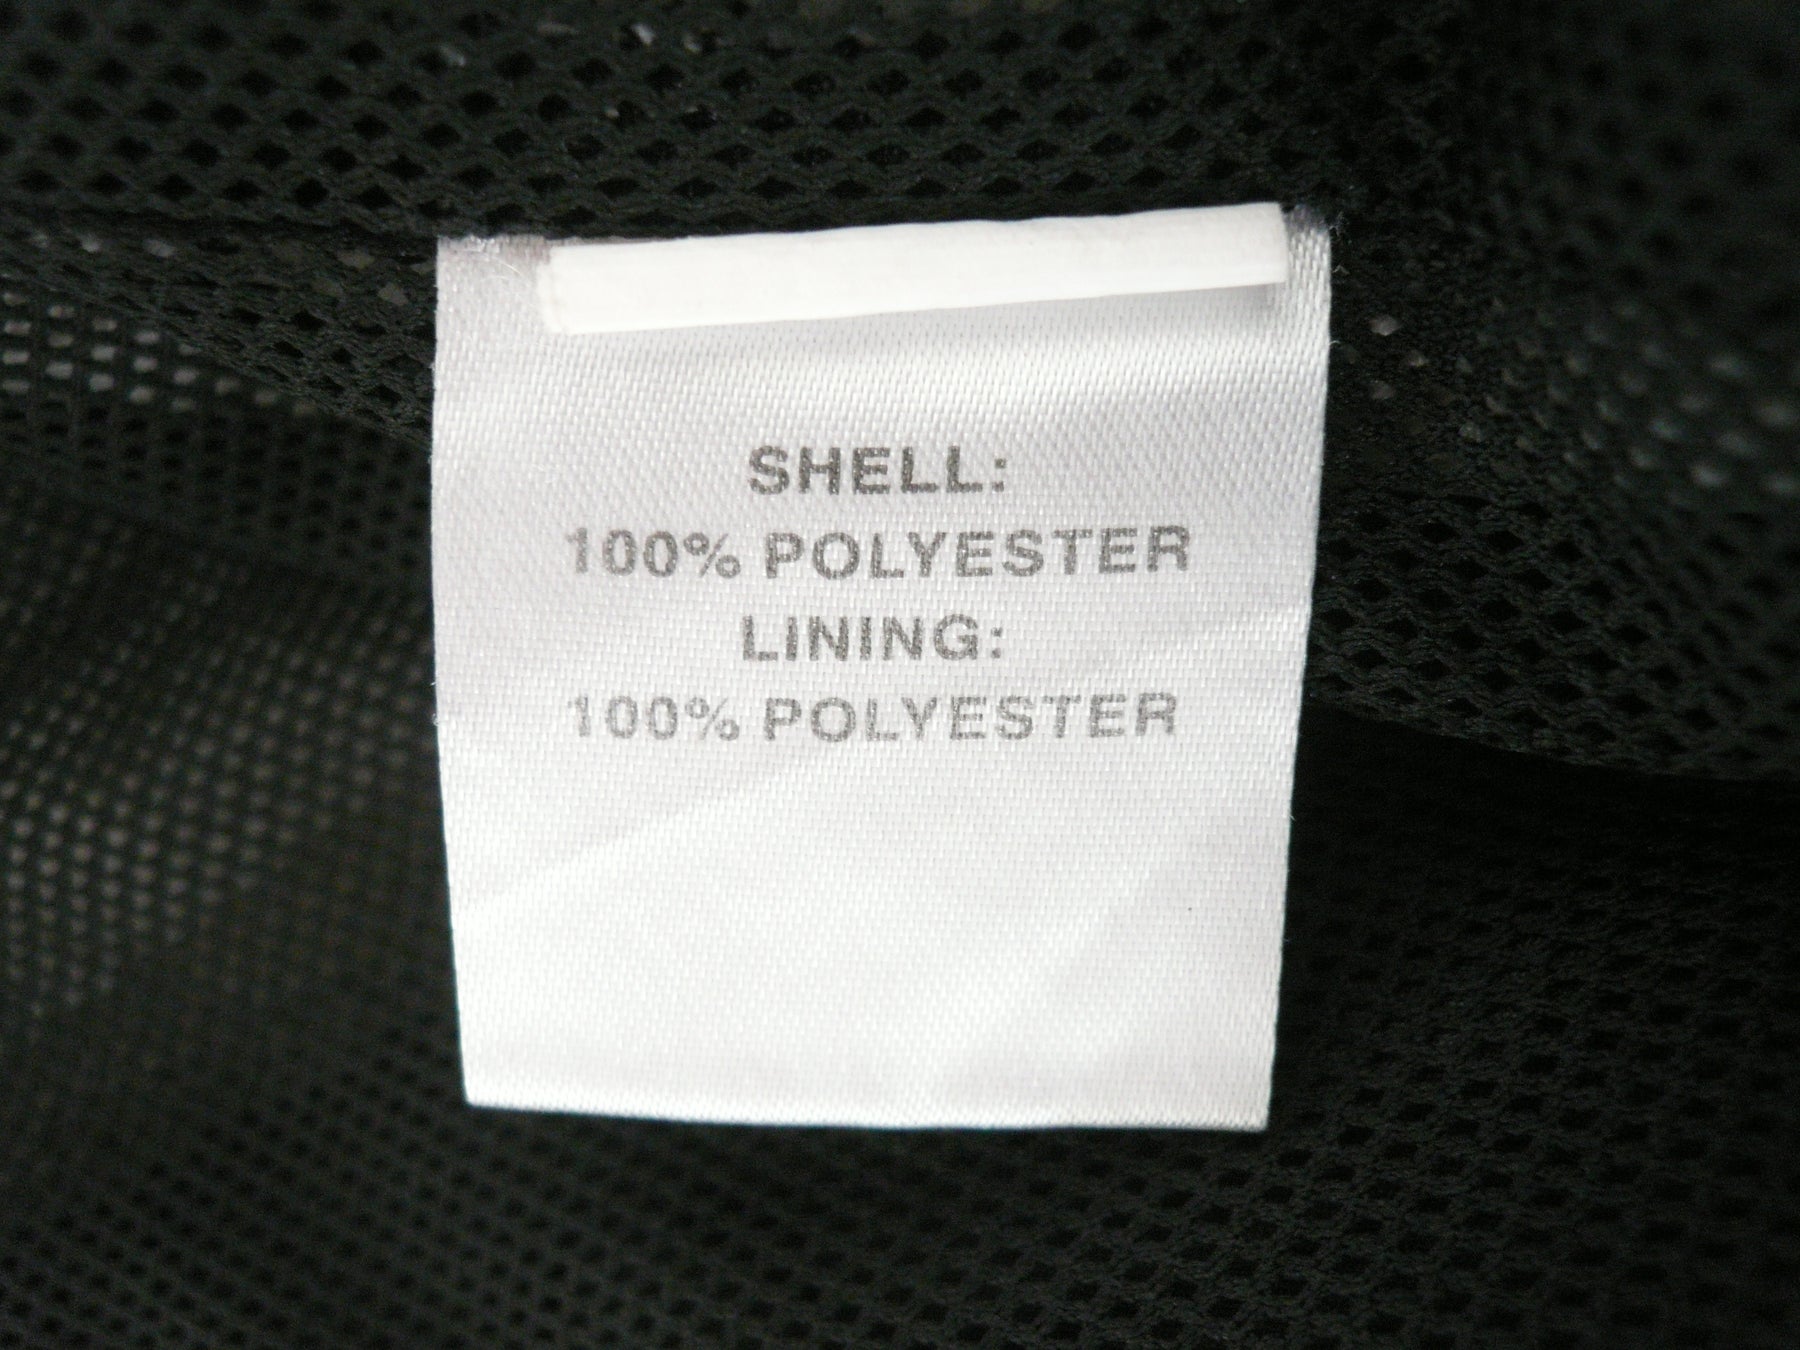 SHELL:
100% POLYESTER
LINING:
100% POLYESTER